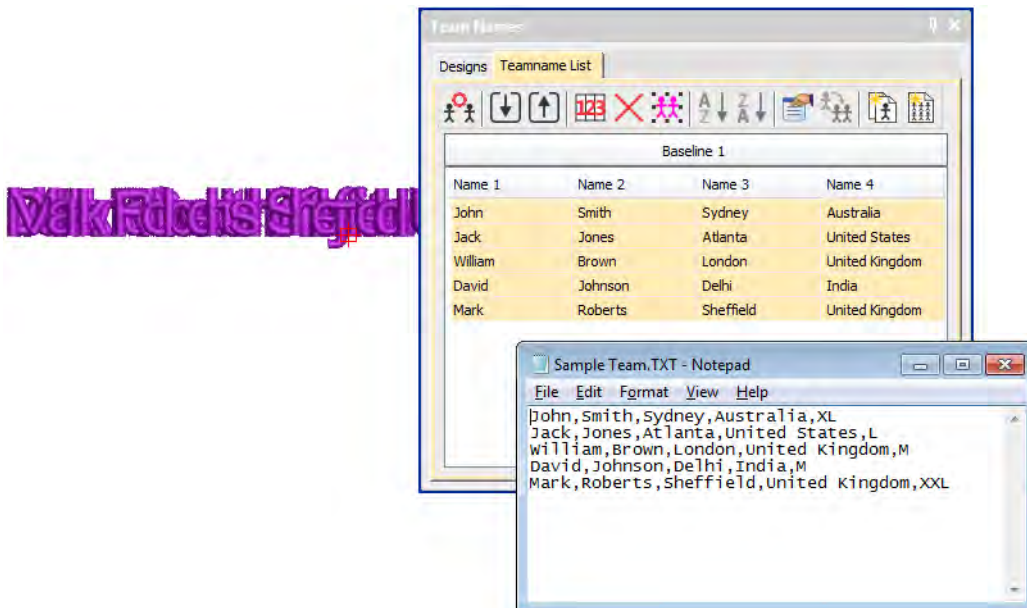 Team Names
Designs Teamname List
123 A Z Z A
Baseline 1
Name 1 Name 2 Name 3 Name 4
John Smith Sydney Australia
Jack Jones Atlanta United States
William Brown London United Kingdom
David Johnson Delhi India
Mark Roberts Sheffield United Kingdom
Sample Team.TXT - Notepad
File Edit Format View Help
John,Smith,Sydney,Australia,XL
Jack,Jones,Atlanta,United States,L
William,Brown,London,United Kingdom,M
David,Johnson,Delhi,India,M
Mark,Roberts,Sheffield,United Kingdom,XXL